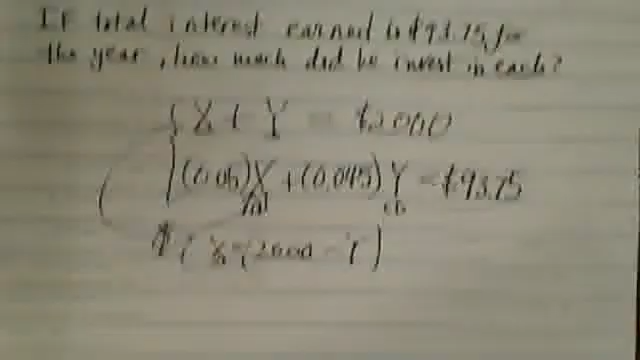 If total interest earned is $93.75 for
the year, how much did he invest in each?
X + Y = $2000
(0.05)X + (0.045)Y = $93.75
X = (2000 - Y)